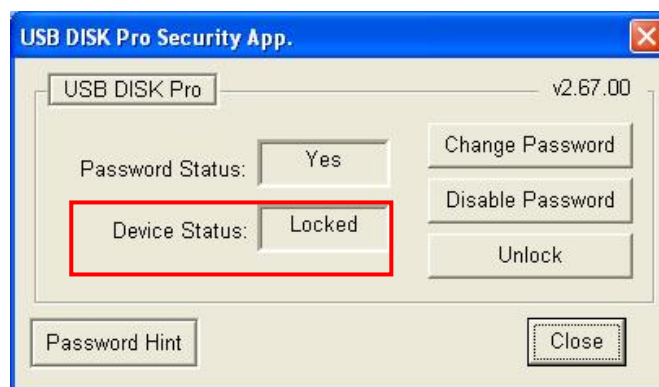 USB DISK Pro Security App.
USB DISK Pro
v2.67.00
Password Status: Yes
Change Password
Device Status: Locked
Disable Password
Unlock
Password Hint
Close